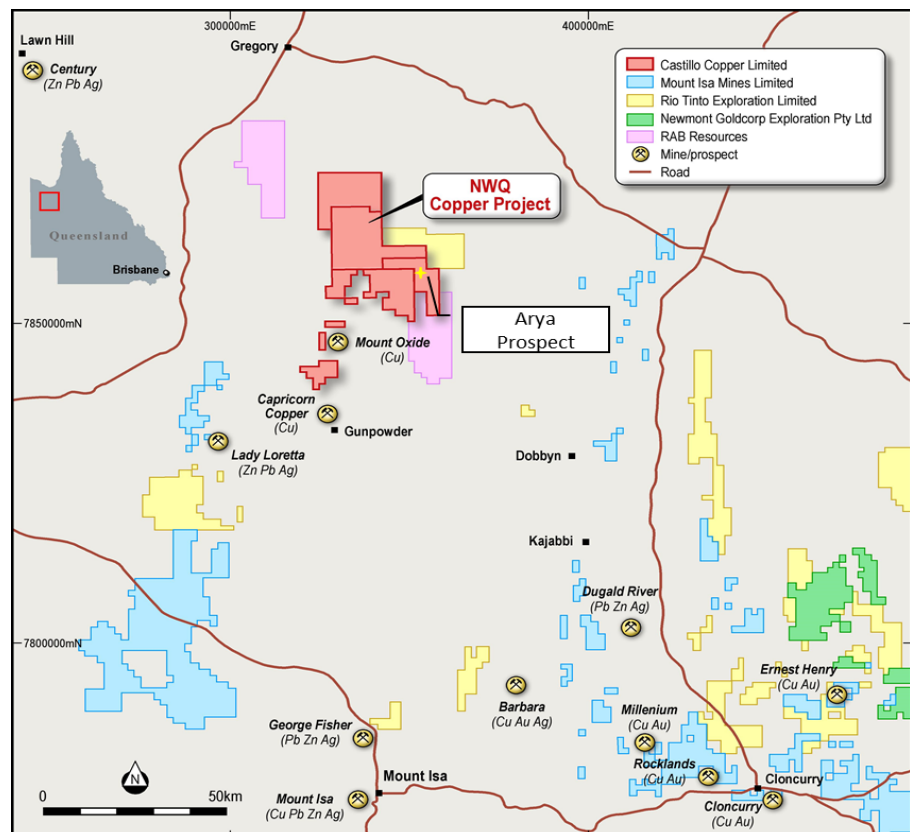 300000mE
400000mE
Lawn Hill
Gregory
Century
(Zn Pb Ag)
Castillo Copper Limited
Mount Isa Mines Limited
Rio Tinto Exploration Limited
Newmont Goldcorp Exploration Pty Ltd
RAB Resources
Mine/prospect
Road
NWQ
Copper Project
Queensland
Brisbane
7850000mN
Arya
Prospect
Mount Oxide
(Cu)
Capricorn
Copper
(Cu)
Gunpowder
Lady Loretta
(Zn Pb Ag)
Dobbyn
Kajabbi
Dugald River
(Pb Zn Ag)
7800000mN
Ernest Henry
(Cu Au)
Barbara
(Cu Au Ag)
Millenium
(Cu Au)
George Fisher
(Pb Zn Ag)
Rocklands
(Cu Au)
Mount Isa
Cloncurry
N
0
50km
Mount Isa
(Cu Pb Zn Ag)
Cloncurry
(Cu Au)